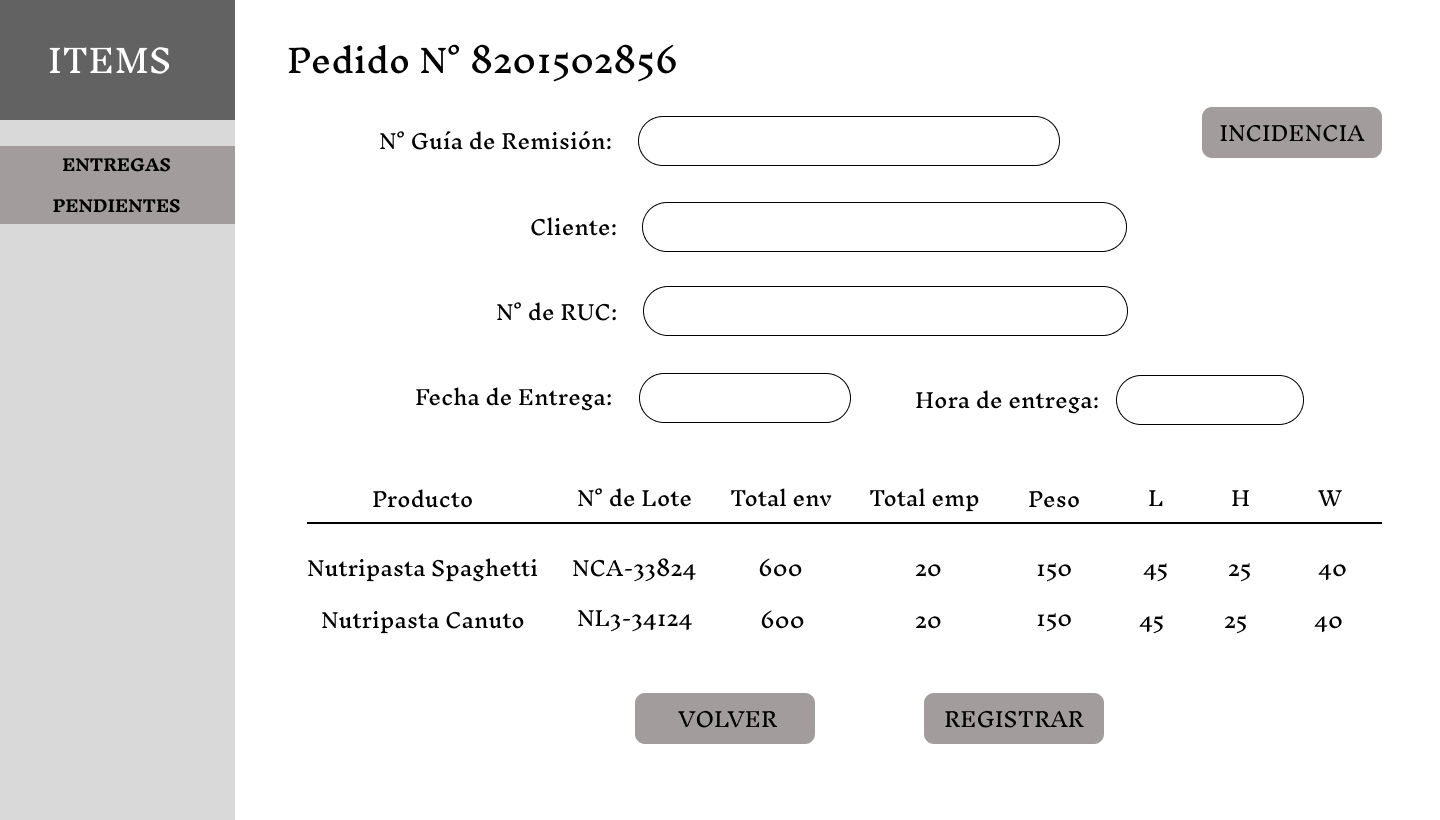 ITEMS
ENTREGAS
PENDIENTES
Pedido N° 8201502856
N° Guía de Remisión:
INCIDENCIA
Cliente:
N° de RUC:
Fecha de Entrega: Hora de entrega:
Producto N° de Lote Total env Total emp Peso L H W
Nutripasta Spaghetti NCA-33824 600 20 150 45 25 40
Nutripasta Canuto NL3-34124 600 20 150 45 25 40
VOLVER REGISTRAR